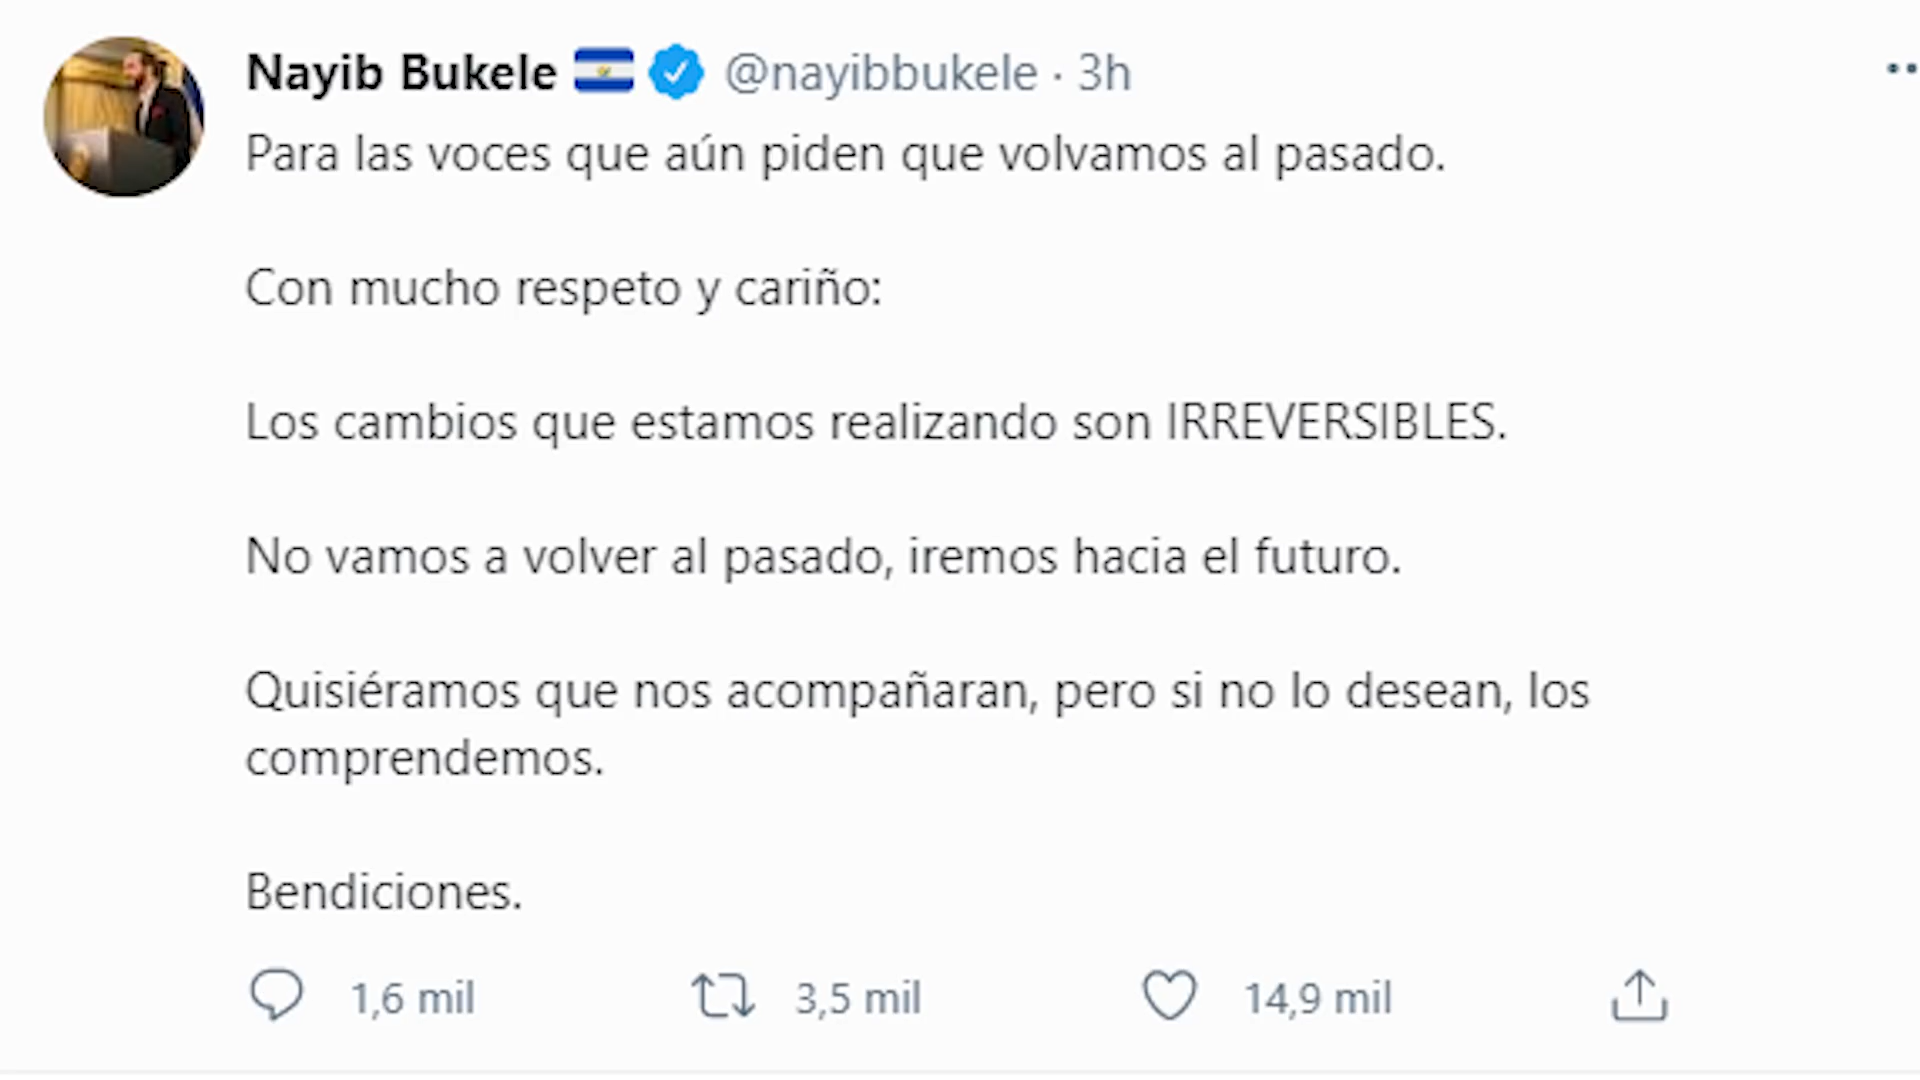 Nayib Bukele @nayibbukele · 3h
Para las voces que aún piden que volvamos al pasado.
Con mucho respeto y cariño:
Los cambios que estamos realizando son IRREVERSIBLES.
No vamos a volver al pasado, iremos hacia el futuro.
Quisiéramos que nos acompañaran, pero si no lo desean, los
comprendemos.
Bendiciones.
1,6 mil 3,5 mil 14,9 mil